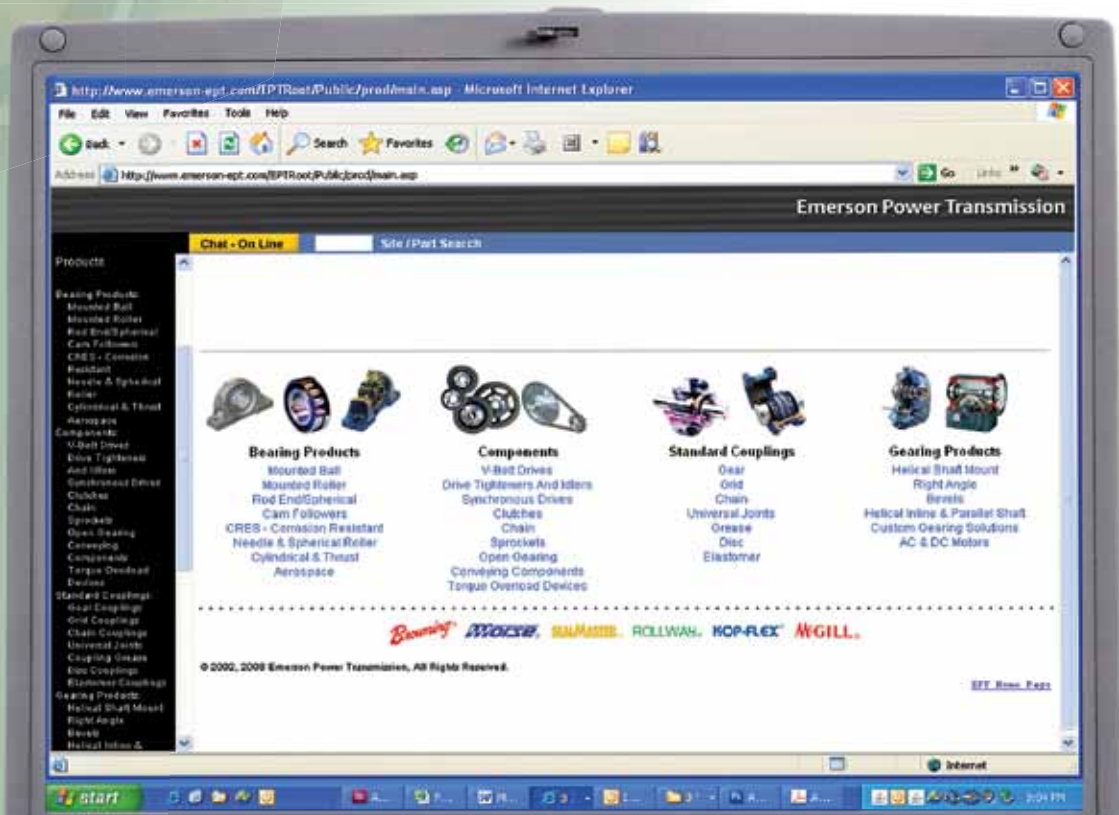 http://www.emerson-ept.com/EPTRoot/Public/prod/main.asp - Microsoft Internet Explorer
File Edit View Favorites Tools Help
Back Search Favorites
Address http://www.emerson-ept.com/EPTRoot/Public/prod/main.asp Go Links »
Emerson Power Transmission
Chat - On Line Site / Part Search
Products
Bearing Products
Mounted Ball
Mounted Roller
Rod End/Spherical
Cam Followers
CRES - Corrosion
Resistant
Needle & Spherical
Roller
Cylindrical & Thrust
Aerospace
Components
V-Belt Drives
Drive Tighteners
And Idlers
Synchronous Drives
Clutches
Chain
Sprockets
Open Gearing
Conveying
Components
Torque Overload
Devices
Standard Couplings
Gear Couplings
Grid Couplings
Chain Couplings
Universal Joints
Coupling Grease
Disc Couplings
Elastomer Couplings
Gearing Products
Helical Shaft Mount
Right Angle
Bevels
Helical Inline &
Bearing Products
Mounted Ball
Mounted Roller
Rod End/Spherical
Cam Followers
CRES - Corrosion Resistant
Needle & Spherical Roller
Cylindrical & Thrust
Aerospace
Components
V-Belt Drives
Drive Tighteners And Idlers
Synchronous Drives
Clutches
Chain
Sprockets
Open Gearing
Conveying Components
Torque Overload Devices
Standard Couplings
Gear
Grid
Chain
Universal Joints
Grease
Disc
Elastomer
Gearing Products
Helical Shaft Mount
Right Angle
Bevels
Helical Inline & Parallel Shaft
Custom Gearing Solutions
AC & DC Motors
Browning MORSE. SEALMASTER. ROLLWAY. KOP-FLEX McGILL.
© 2002, 2008 Emerson Power Transmission, All Rights Reserved.
EPT Home Page
Internet
start